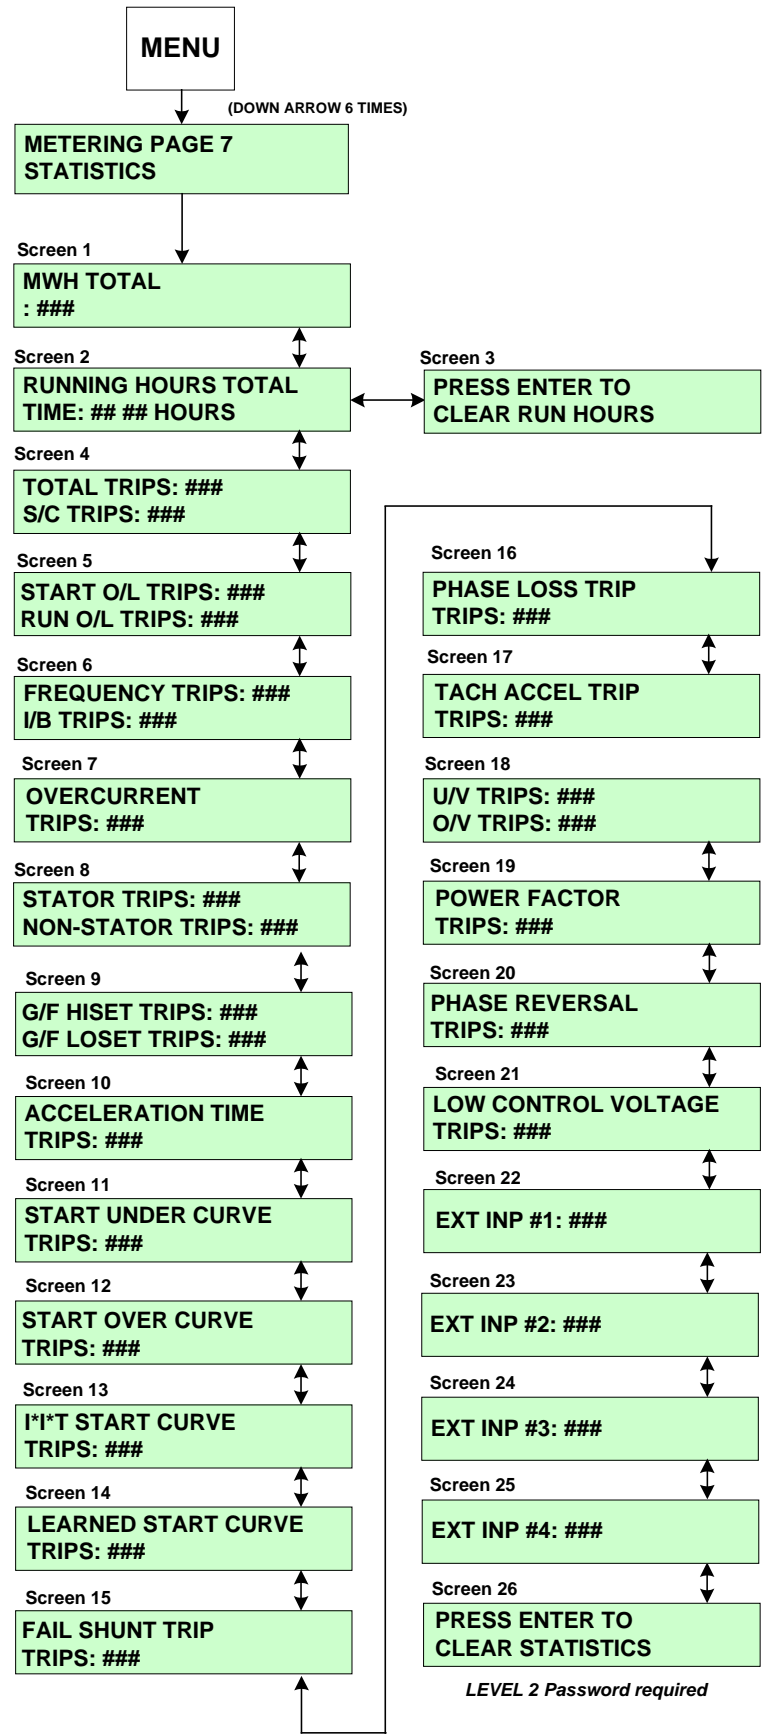 MENU
(DOWN ARROW 6 TIMES)
METERING PAGE 7
STATISTICS
Screen 1
MWH TOTAL
: ###
Screen 2
RUNNING HOURS TOTAL
TIME: ## ## HOURS
Screen 3
PRESS ENTER TO
CLEAR RUN HOURS
Screen 4
TOTAL TRIPS: ###
S/C TRIPS: ###
Screen 5
START O/L TRIPS: ###
RUN O/L TRIPS: ###
Screen 6
FREQUENCY TRIPS: ###
I/B TRIPS: ###
Screen 7
OVERCURRENT
TRIPS: ###
Screen 8
STATOR TRIPS: ###
NON-STATOR TRIPS: ###
Screen 9
G/F HISET TRIPS: ###
G/F LOSET TRIPS: ###
Screen 10
ACCELERATION TIME
TRIPS: ###
Screen 11
START UNDER CURVE
TRIPS: ###
Screen 12
START OVER CURVE
TRIPS: ###
Screen 13
I*I*T START CURVE
TRIPS: ###
Screen 14
LEARNED START CURVE
TRIPS: ###
Screen 15
FAIL SHUNT TRIP
TRIPS: ###
Screen 16
PHASE LOSS TRIP
TRIPS: ###
Screen 17
TACH ACCEL TRIP
TRIPS: ###
Screen 18
U/V TRIPS: ###
O/V TRIPS: ###
Screen 19
POWER FACTOR
TRIPS: ###
Screen 20
PHASE REVERSAL
TRIPS: ###
Screen 21
LOW CONTROL VOLTAGE
TRIPS: ###
Screen 22
EXT INP #1: ###
Screen 23
EXT INP #2: ###
Screen 24
EXT INP #3: ###
Screen 25
EXT INP #4: ###
Screen 26
PRESS ENTER TO
CLEAR STATISTICS
LEVEL 2 Password required